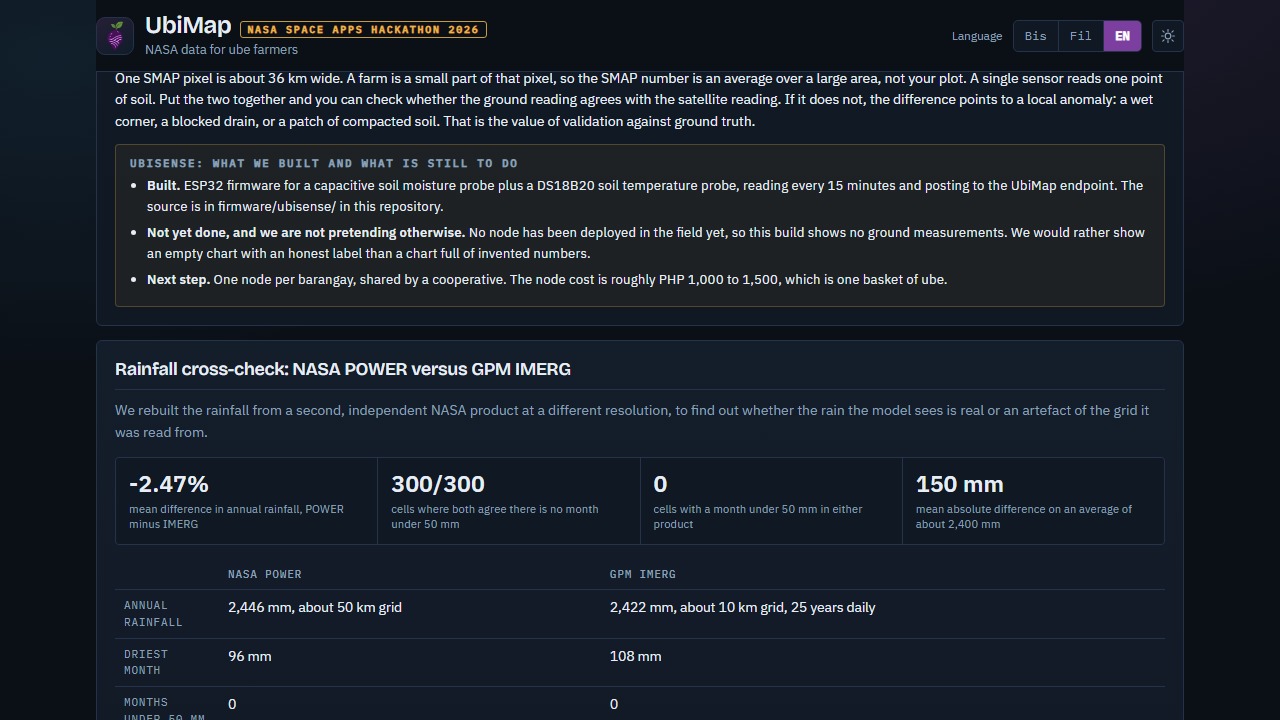 UbiMap NASA SPACE APPS HACKATHON 2026
NASA data for ube farmers
Language Bis Fil EN
One SMAP pixel is about 36 km wide. A farm is a small part of that pixel, so the SMAP number is an average over a large area, not your plot. A single sensor reads one point
of soil. Put the two together and you can check whether the ground reading agrees with the satellite reading. If it does not, the difference points to a local anomaly: a wet
corner, a blocked drain, or a patch of compacted soil. That is the value of validation against ground truth.
UBISENSE: WHAT WE BUILT AND WHAT IS STILL TO DO
• Built. ESP32 firmware for a capacitive soil moisture probe plus a DS18B20 soil temperature probe, reading every 15 minutes and posting to the UbiMap endpoint. The
source is in firmware/ubisense/ in this repository.
• Not yet done, and we are not pretending otherwise. No node has been deployed in the field yet, so this build shows no ground measurements. We would rather show
an empty chart with an honest label than a chart full of invented numbers.
• Next step. One node per barangay, shared by a cooperative. The node cost is roughly PHP 1,000 to 1,500, which is one basket of ube.
Rainfall cross-check: NASA POWER versus GPM IMERG
We rebuilt the rainfall from a second, independent NASA product at a different resolution, to find out whether the rain the model sees is real or an artefact of the grid it
was read from.
-2.47%
mean difference in annual rainfall, POWER
minus IMERG
300/300
cells where both agree there is no month
under 50 mm
0
cells with a month under 50 mm in either
product
150 mm
mean absolute difference on an average of
about 2,400 mm
NASA POWER GPM IMERG
ANNUAL
RAINFALL
2,446 mm, about 50 km grid
2,422 mm, about 10 km grid, 25 years daily
DRIEST
MONTH
96 mm
108 mm
MONTHS
UNDER 50 MM
0
0